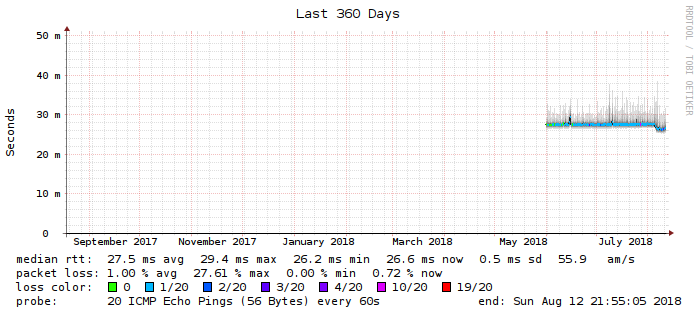 Last 360 Days
RRDTOOL / TOBI OETIKER
Seconds
50 m
40 m
30 m
20 m
10 m
0
September 2017 November 2017 January 2018 March 2018 May 2018 July 2018
median rtt: 27.5 ms avg 29.4 ms max 26.2 ms min 26.6 ms now 0.5 ms sd 55.9 am/s
packet loss: 1.00 % avg 27.61 % max 0.00 % min 0.72 % now
loss color: 0 1/20 2/20 3/20 4/20 10/20 19/20
probe: 20 ICMP Echo Pings (56 Bytes) every 60s end: Sun Aug 12 21:55:05 2018